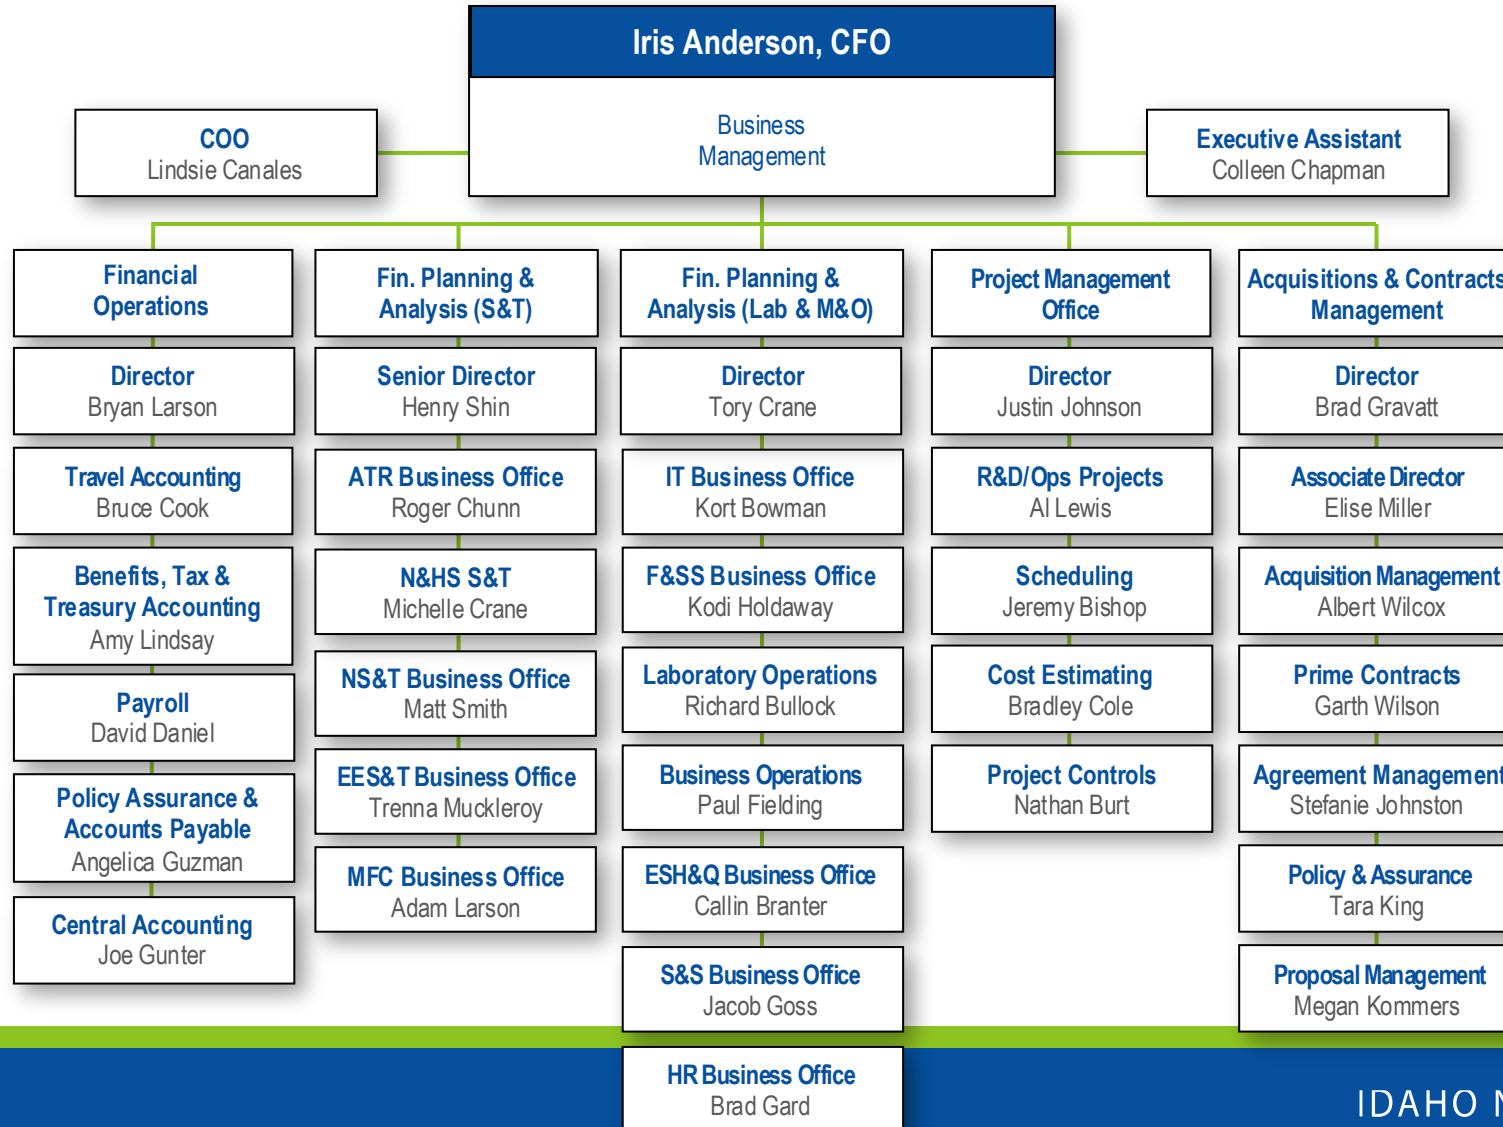 Iris Anderson, CFO
Business
Management
COO
Lindsie Canales
Executive Assistant
Colleen Chapman
Financial
Operations
Director
Bryan Larson
Travel Accounting
Bruce Cook
Benefits, Tax &
Treasury Accounting
Amy Lindsay
Payroll
David Daniel
Policy Assurance &
Accounts Payable
Angelica Guzman
Central Accounting
Joe Gunter
Fin. Planning &
Analysis (S&T)
Senior Director
Henry Shin
ATR Business Office
Roger Chunn
N&HS S&T
Michelle Crane
NS&T Business Office
Matt Smith
EES&T Business Office
Trenna Muckleroy
MFC Business Office
Adam Larson
Fin. Planning &
Analysis (Lab & M&O)
Director
Tory Crane
IT Business Office
Kort Bowman
F&SS Business Office
Kodi Holdaway
Laboratory Operations
Richard Bullock
Business Operations
Paul Fielding
ESH&Q Business Office
Callin Branter
S&S Business Office
Jacob Goss
HR Business Office
Brad Gard
Project Management
Office
Director
Justin Johnson
R&D/Ops Projects
Al Lewis
Scheduling
Jeremy Bishop
Cost Estimating
Bradley Cole
Project Controls
Nathan Burt
Acquisitions & Contracts
Management
Director
Brad Gravatt
Associate Director
Elise Miller
Acquisition Management
Albert Wilcox
Prime Contracts
Garth Wilson
Agreement Management
Stefanie Johnston
Policy & Assurance
Tara King
Proposal Management
Megan Kommers
IDAHO N